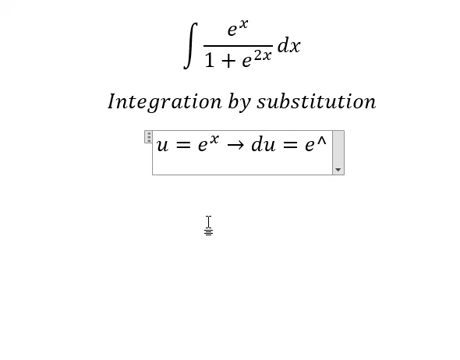 ∫ e^x / (1 + e^{2x}) dx
Integration by substitution
u = e^x → du = e^